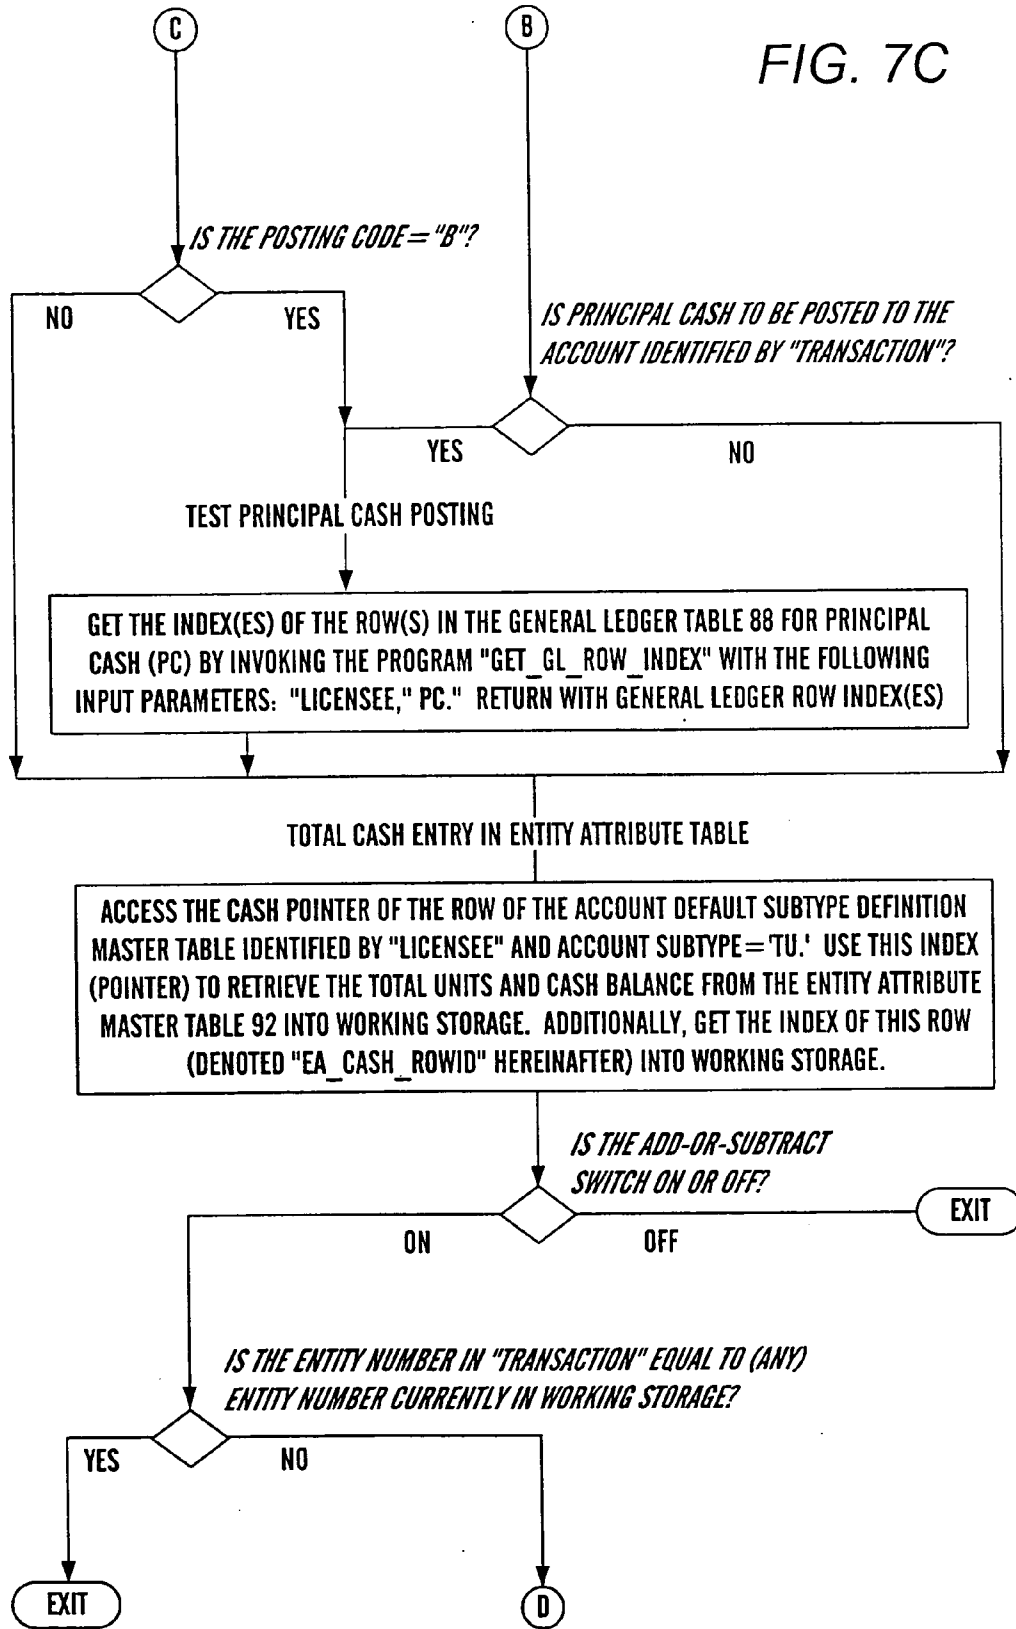 C
B
FIG. 7C
IS THE POSTING CODE="B"?
NO
YES
IS PRINCIPAL CASH TO BE POSTED TO THE
ACCOUNT IDENTIFIED BY "TRANSACTION"?
YES
NO
TEST PRINCIPAL CASH POSTING
GET THE INDEX(ES) OF THE ROW(S) IN THE GENERAL LEDGER TABLE 88 FOR PRINCIPAL
CASH (PC) BY INVOKING THE PROGRAM "GET_GL_ROW_INDEX" WITH THE FOLLOWING
INPUT PARAMETERS: "LICENSEE," PC." RETURN WITH GENERAL LEDGER ROW INDEX(ES)
TOTAL CASH ENTRY IN ENTITY ATTRIBUTE TABLE
ACCESS THE CASH POINTER OF THE ROW OF THE ACCOUNT DEFAULT SUBTYPE DEFINITION
MASTER TABLE IDENTIFIED BY "LICENSEE" AND ACCOUNT SUBTYPE='TU.' USE THIS INDEX
(POINTER) TO RETRIEVE THE TOTAL UNITS AND CASH BALANCE FROM THE ENTITY ATTRIBUTE
MASTER TABLE 92 INTO WORKING STORAGE. ADDITIONALLY, GET THE INDEX OF THIS ROW
(DENOTED "EA_CASH_ROWID" HEREINAFTER) INTO WORKING STORAGE.
IS THE ADD-OR-SUBTRACT
SWITCH ON OR OFF?
EXIT
ON
OFF
IS THE ENTITY NUMBER IN "TRANSACTION" EQUAL TO (ANY)
ENTITY NUMBER CURRENTLY IN WORKING STORAGE?
YES
NO
EXIT
D